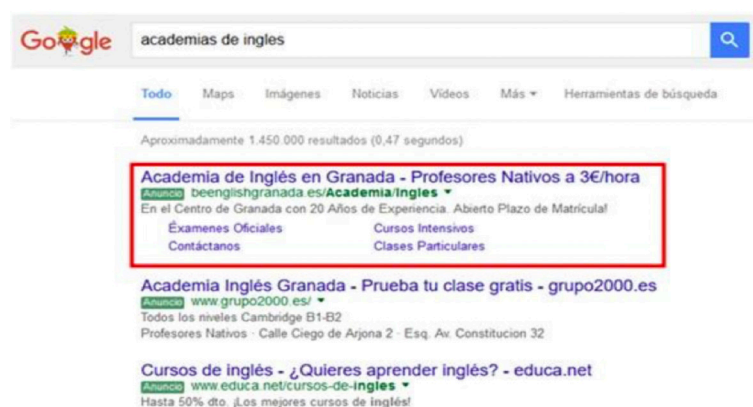 Google
academias de ingles
Todo Maps Imágenes Noticias Vídeos Más Herramientas de búsqueda
Aproximadamente 1.450.000 resultados (0,47 segundos)
Academia de Inglés en Granada - Profesores Nativos a 3€/hora
Anuncio beenglishgranada.es/Academia/Ingles
En el Centro de Granada con 20 Años de Experiencia. Abierto Plazo de Matrícula!
Éxamenes Oficiales Cursos Intensivos
Contáctanos Clases Particulares
Academia Inglés Granada - Prueba tu clase gratis - grupo2000.es
Anuncio www.grupo2000.es/
Todos los niveles Cambridge B1-B2
Profesores Nativos · Calle Ciego de Arjona 2 · Esq. Av. Constitucion 32
Cursos de inglés - ¿Quieres aprender inglés? - educa.net
Anuncio www.educa.net/cursos-de-ingles
Hasta 50% dto. ¡Los mejores cursos de inglés!